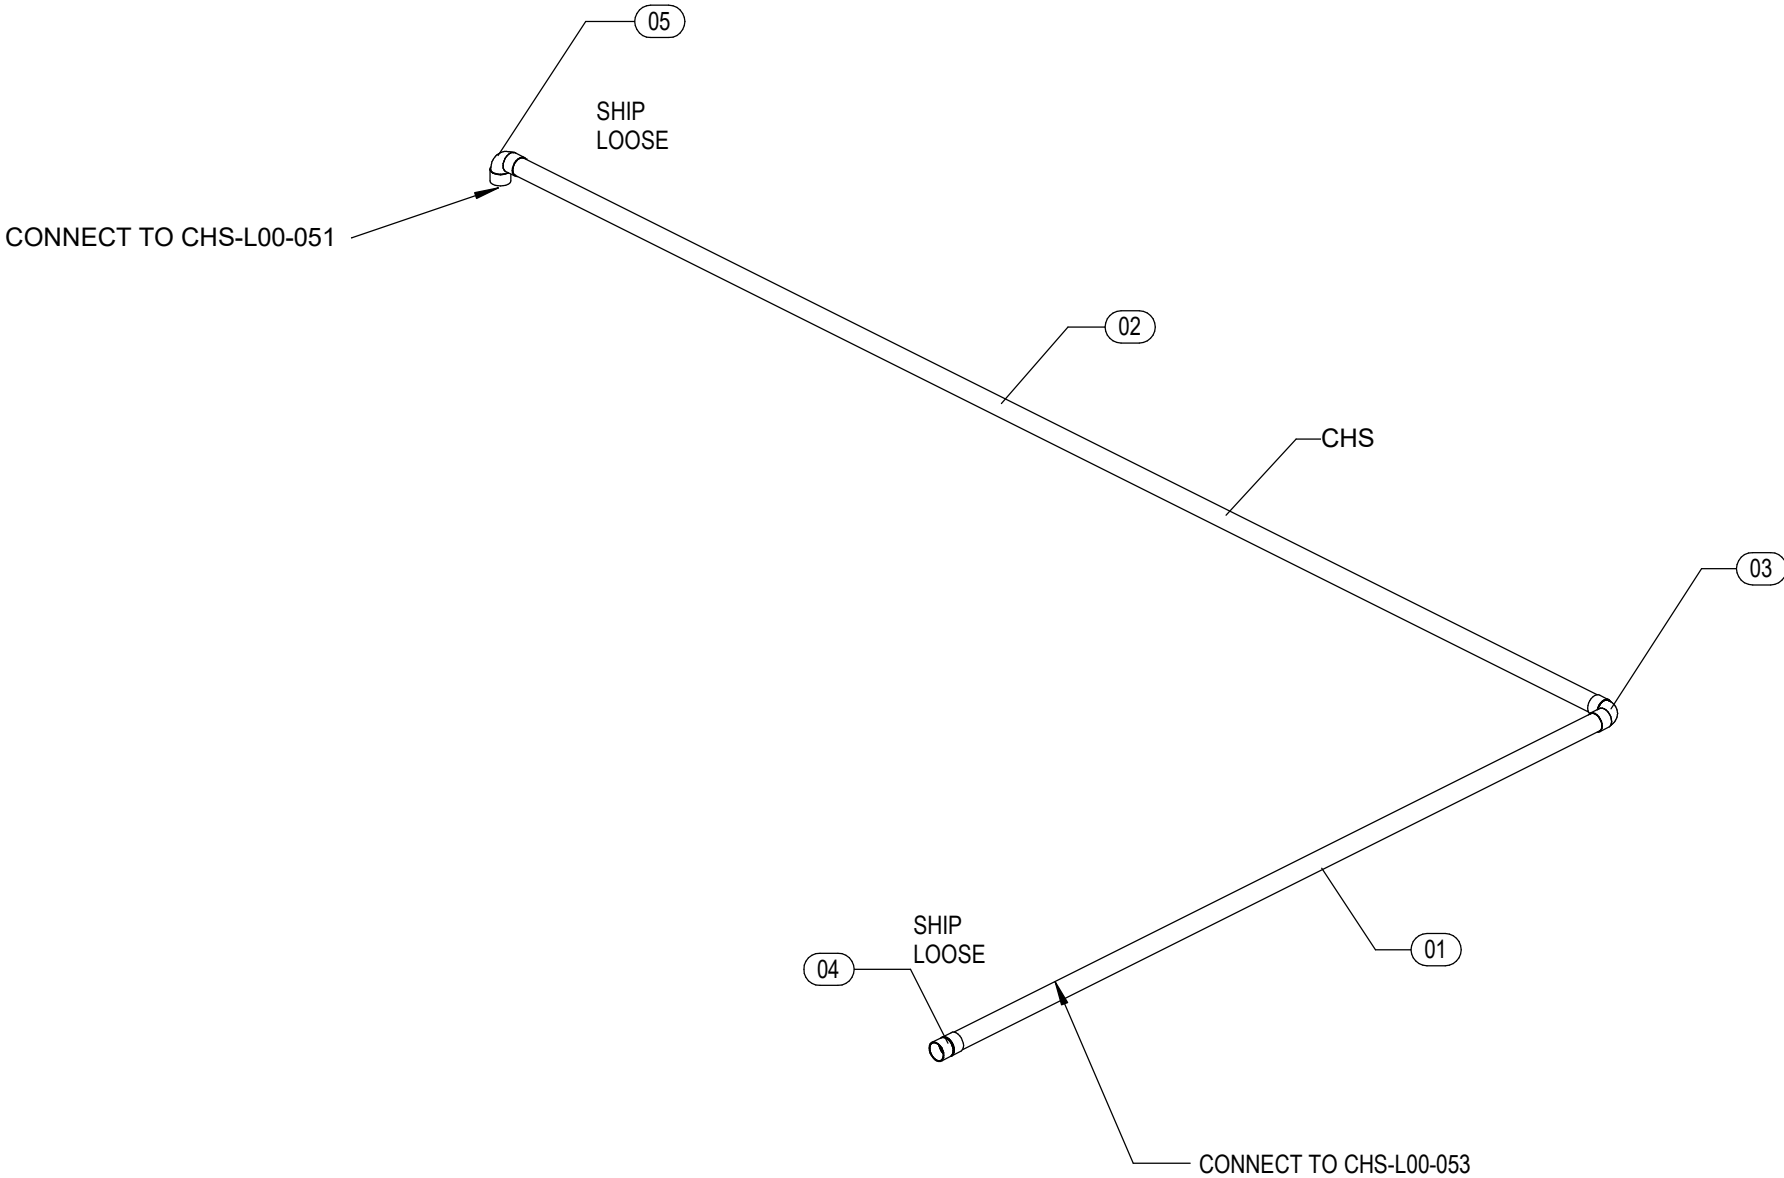 05
SHIP
LOOSE
CONNECT TO CHS-L00-051
02
CHS
03
SHIP
LOOSE
01
04
CONNECT TO CHS-L00-053